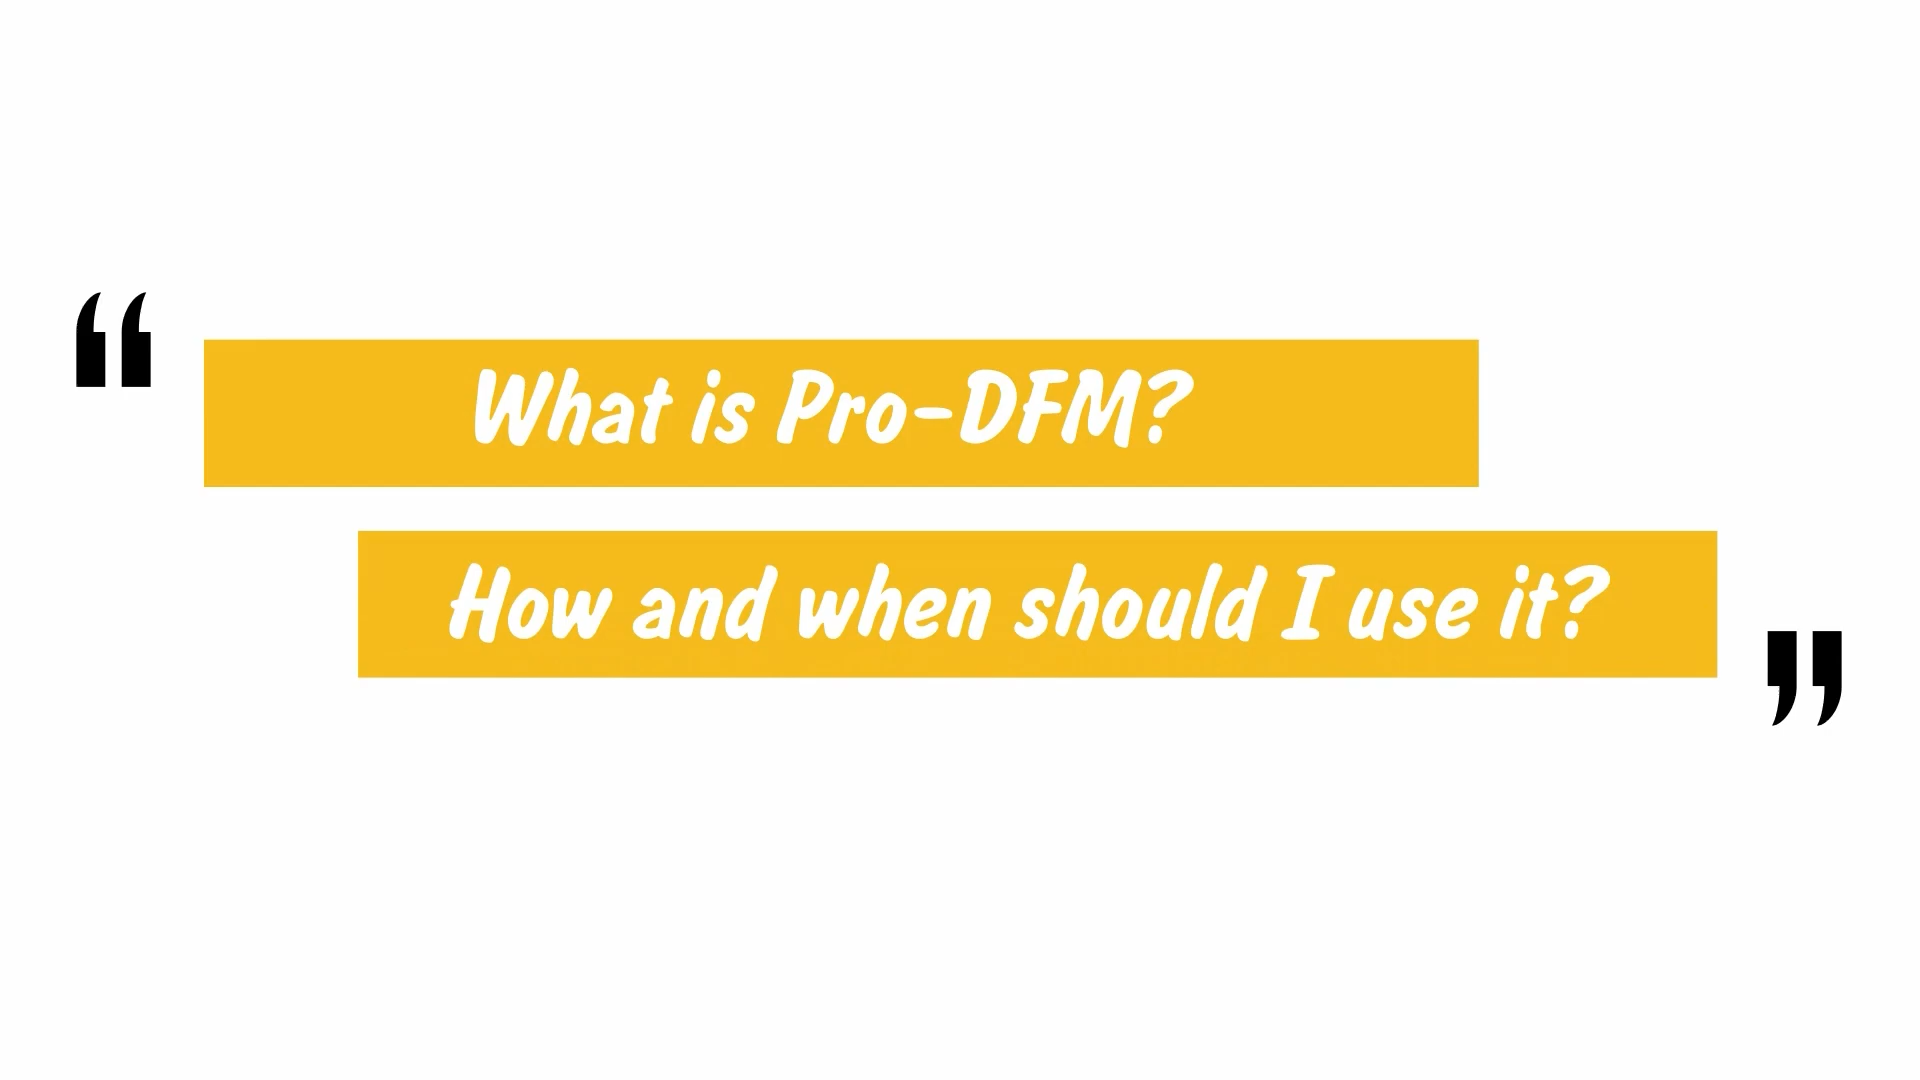 “
What is Pro-DFM?
How and when should I use it?
”